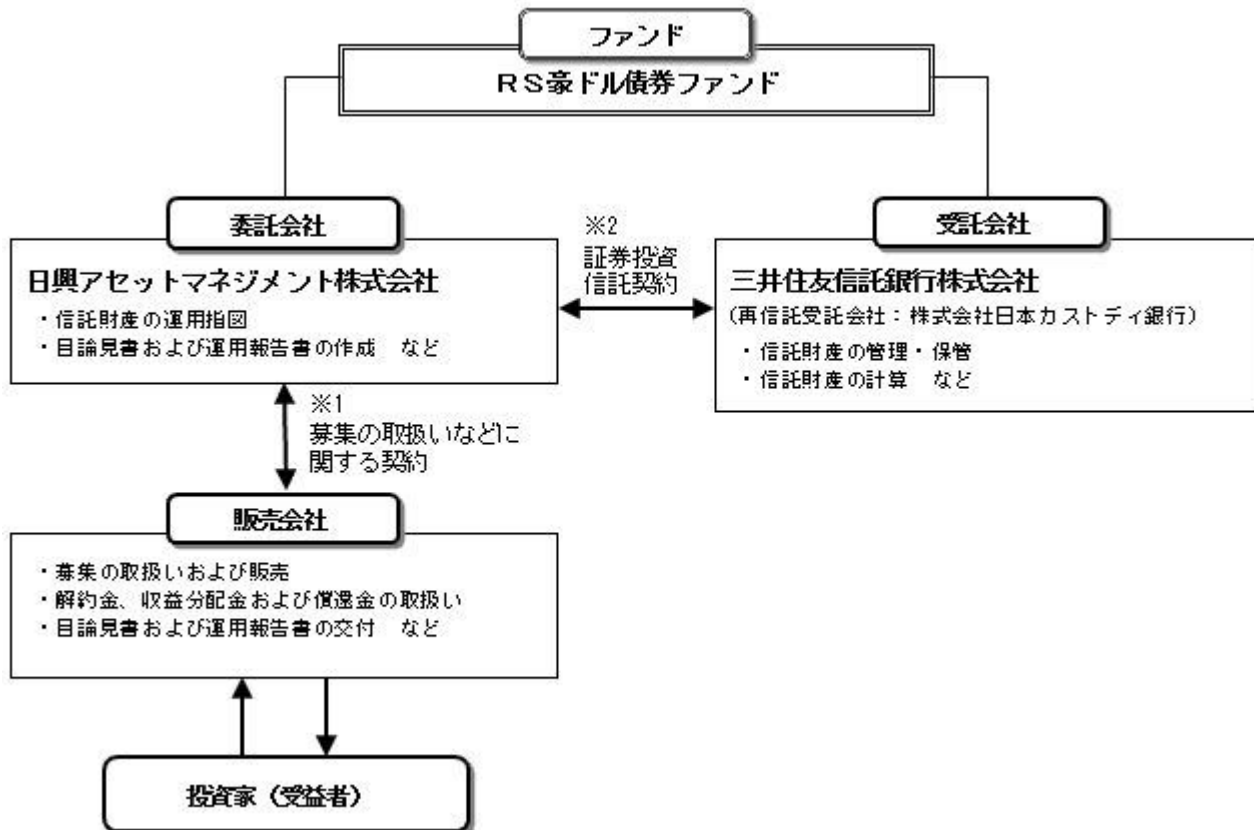 ファンド
RS豪ドル債券ファンド
委託会社
日興アセットマネジメント株式会社
・信託財産の運用指図
・目論見書および運用報告書の作成　など
※2
証券投資
信託契約
受託会社
三井住友信託銀行株式会社
(再信託受託会社：株式会社日本カストディ銀行)
・信託財産の管理・保管
・信託財産の計算　など
※1
募集の取扱いなどに
関する契約
販売会社
・募集の取扱いおよび販売
・解約金、収益分配金および償還金の取扱い
・目論見書および運用報告書の交付　など
投資家（受益者）